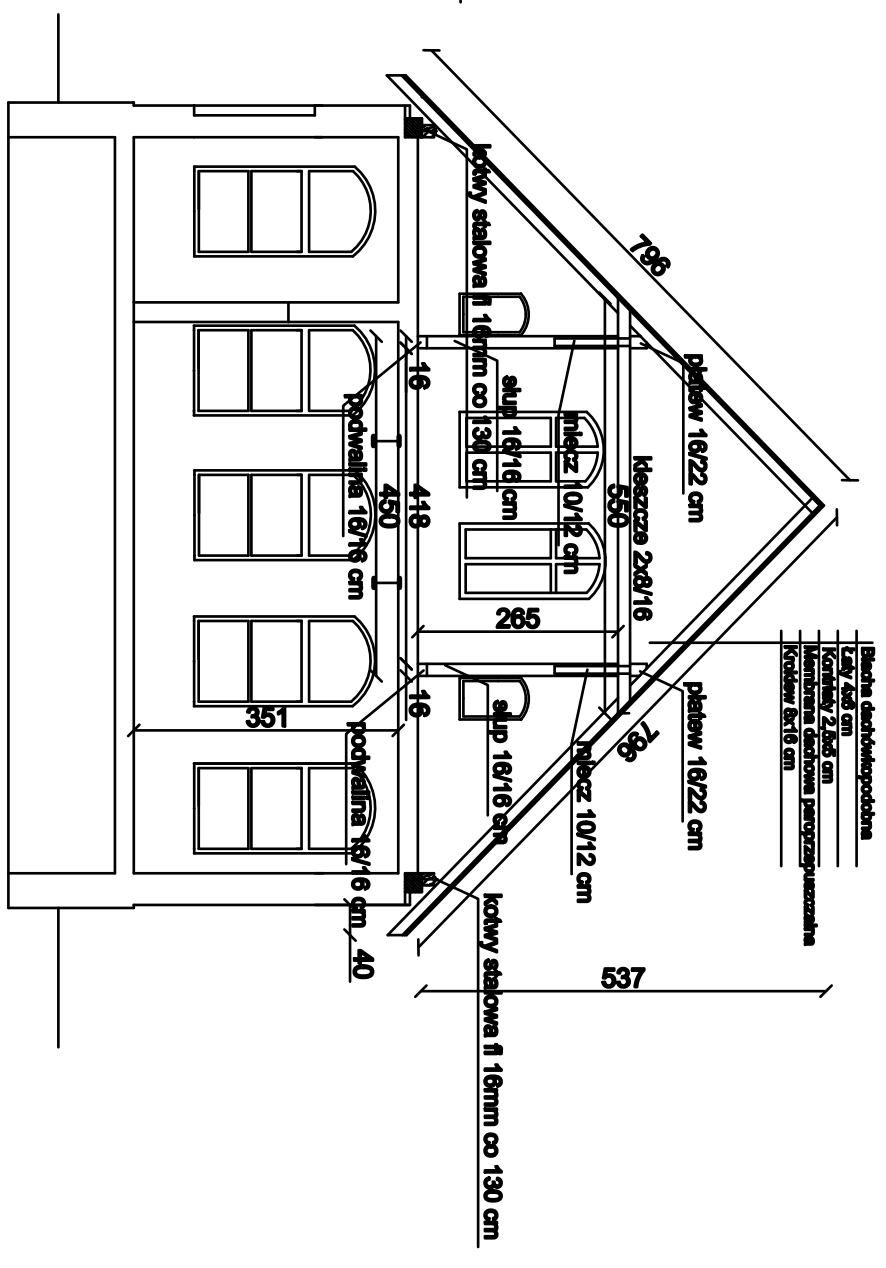 Blacha dachówkopodobna
Łaty 4x6 cm
Kontrłaty 2,5x5 cm
Membrana dachowa paroprzepuszczalna
Krokiew 8x16 cm
796
796
płatew 16/22 cm
płatew 16/22 cm
kleszcze 2x8/16
550
miecz 10/12 cm
miecz 10/12 cm
słup 16/16 cm
słup 16/16 cm
kotwy stalowa fi 16mm co 130 cm
kotwy stalowa fi 16mm co 130 cm
265
537
16
418
16
450
podwalina 16/16 cm
podwalina 16/16 cm
351
40